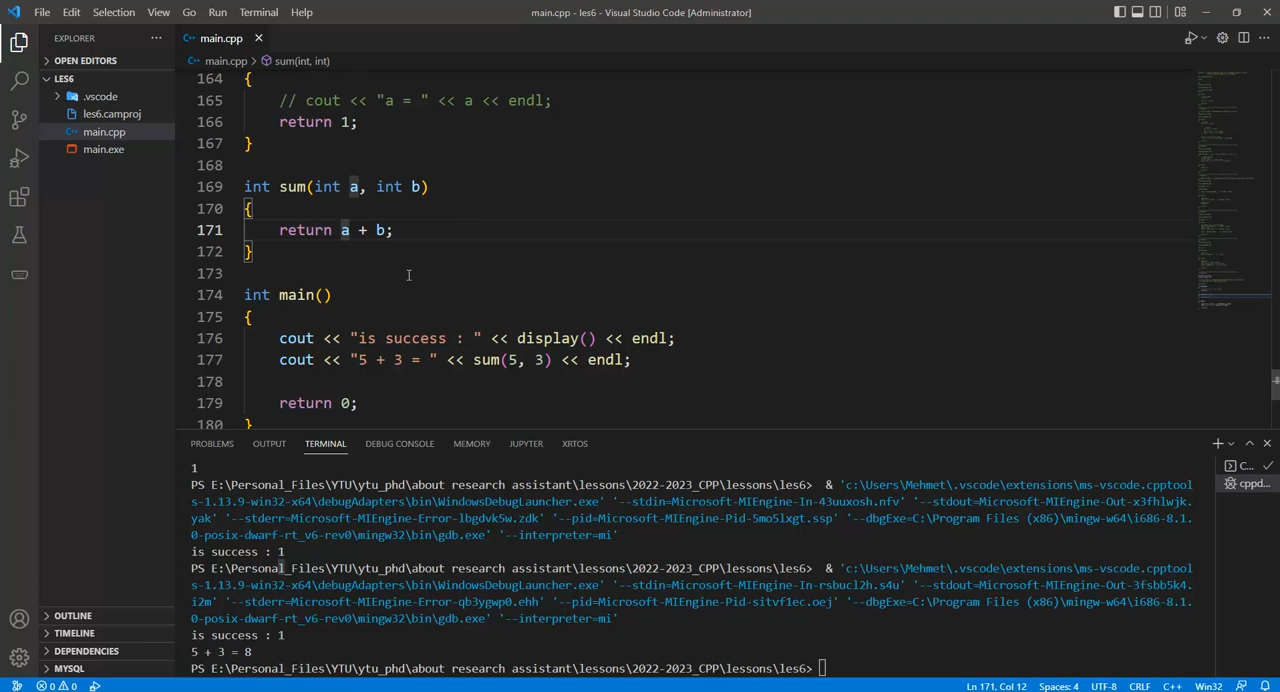 File Edit Selection View Go Run Terminal Help
main.cpp - les6 - Visual Studio Code [Administrator]
EXPLORER
OPEN EDITORS
LES6
.vscode
les6.camproj
main.cpp
main.exe
OUTLINE
TIMELINE
DEPENDENCIES
MYSQL
main.cpp
main.cpp > sum(int, int)
164 {
165 // cout << "a = " << a << endl;
166 return 1;
167 }
168
169 int sum(int a, int b)
170 {
171 return a + b;
172 }
173
174 int main()
175 {
176 cout << "is success : " << display() << endl;
177 cout << "5 + 3 = " << sum(5, 3) << endl;
178
179 return 0;
180 }
PROBLEMS OUTPUT TERMINAL DEBUG CONSOLE MEMORY JUPYTER XRTOS
C...
cppd...
1
PS E:\Personal_Files\YTU\ytu_phd\about research assistant\lessons\2022-2023_CPP\lessons\les6> & 'c:\Users\Mehmet\.vscode\extensions\ms-vscode.cpptool
s-1.13.9-win32-x64\debugAdapters\bin\WindowsDebugLauncher.exe' '--stdin=Microsoft-MIEngine-In-43uuxosh.nfv' '--stdout=Microsoft-MIEngine-Out-x3fhlwjk.
yak' '--stderr=Microsoft-MIEngine-Error-lbgdvk5w.zdk' '--pid=Microsoft-MIEngine-Pid-5mo5lxgt.ssp' '--dbgExe=C:\Program Files (x86)\mingw-w64\i686-8.1.
0-posix-dwarf-rt_v6-rev0\mingw32\bin\gdb.exe' '--interpreter=mi'
is success : 1
PS E:\Personal_Files\YTU\ytu_phd\about research assistant\lessons\2022-2023_CPP\lessons\les6> & 'c:\Users\Mehmet\.vscode\extensions\ms-vscode.cpptool
s-1.13.9-win32-x64\debugAdapters\bin\WindowsDebugLauncher.exe' '--stdin=Microsoft-MIEngine-In-rsbucl2h.s4u' '--stdout=Microsoft-MIEngine-Out-3fsbb5k4.
i2m' '--stderr=Microsoft-MIEngine-Error-qb3ygwp0.ehh' '--pid=Microsoft-MIEngine-Pid-sitvf1ec.oej' '--dbgExe=C:\Program Files (x86)\mingw-w64\i686-8.1.
0-posix-dwarf-rt_v6-rev0\mingw32\bin\gdb.exe' '--interpreter=mi'
is success : 1
5 + 3 = 8
PS E:\Personal_Files\YTU\ytu_phd\about research assistant\lessons\2022-2023_CPP\lessons\les6>
0 0 Ln 171, Col 12 Spaces: 4 UTF-8 CRLF C++ Win32